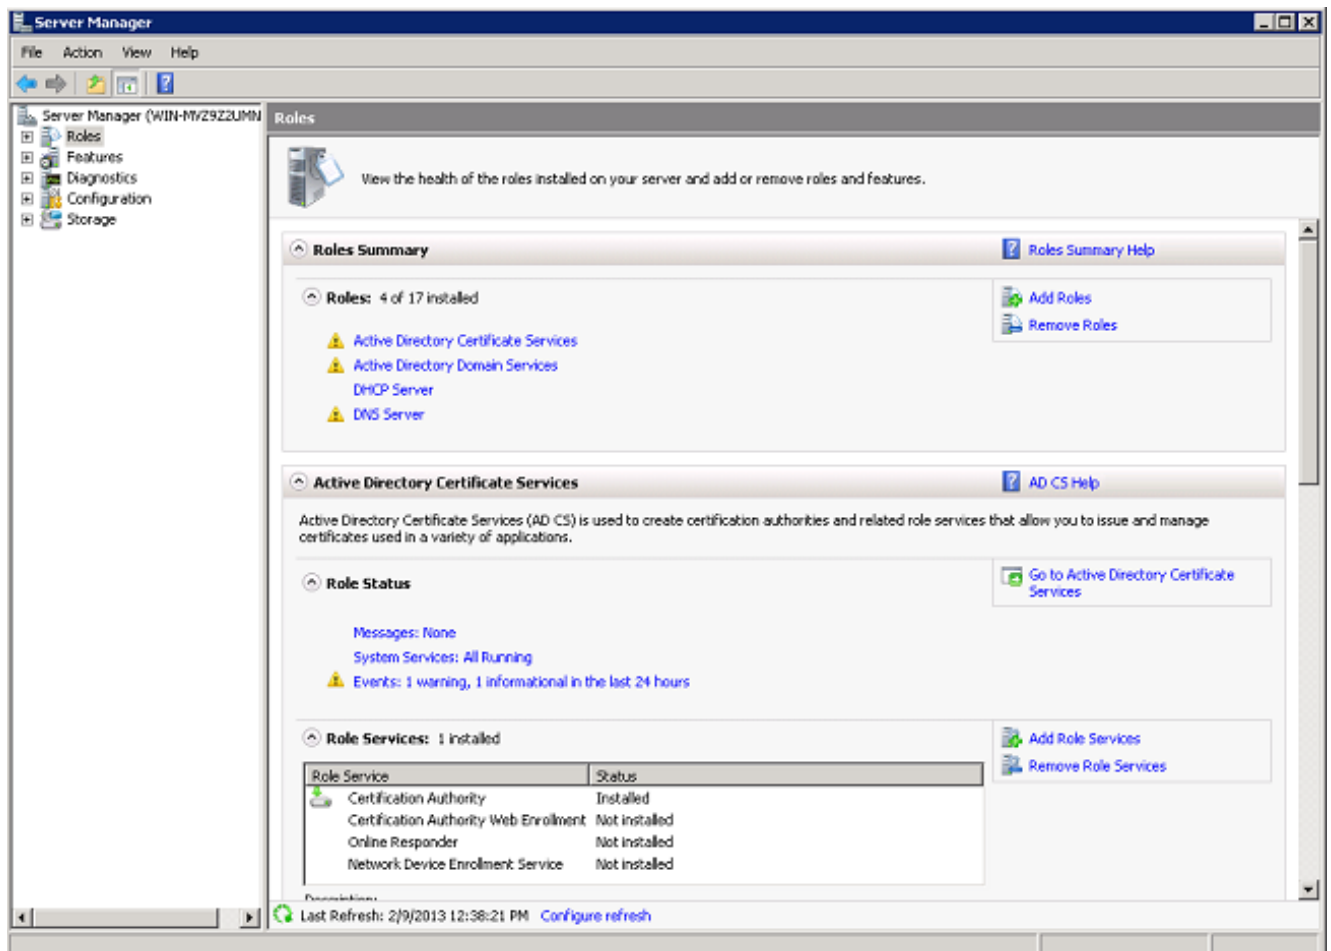 Server Manager
File Action View Help
Server Manager (WIN-MVZ9Z2UMN
Roles
Features
Diagnostics
Configuration
Storage
Roles
View the health of the roles installed on your server and add or remove roles and features.
Roles Summary
Roles Summary Help
Roles: 4 of 17 installed
Add Roles
Remove Roles
Active Directory Certificate Services
Active Directory Domain Services
DHCP Server
DNS Server
Active Directory Certificate Services
AD CS Help
Active Directory Certificate Services (AD CS) is used to create certification authorities and related role services that allow you to issue and manage
certificates used in a variety of applications.
Role Status
Go to Active Directory Certificate
Services
Messages: None
System Services: All Running
Events: 1 warning, 1 informational in the last 24 hours
Role Services: 1 installed
Add Role Services
Remove Role Services
Role Service Status
Certification Authority Installed
Certification Authority Web Enrollment Not installed
Online Responder Not installed
Network Device Enrollment Service Not installed
Description:
Last Refresh: 2/9/2013 12:38:21 PM Configure refresh